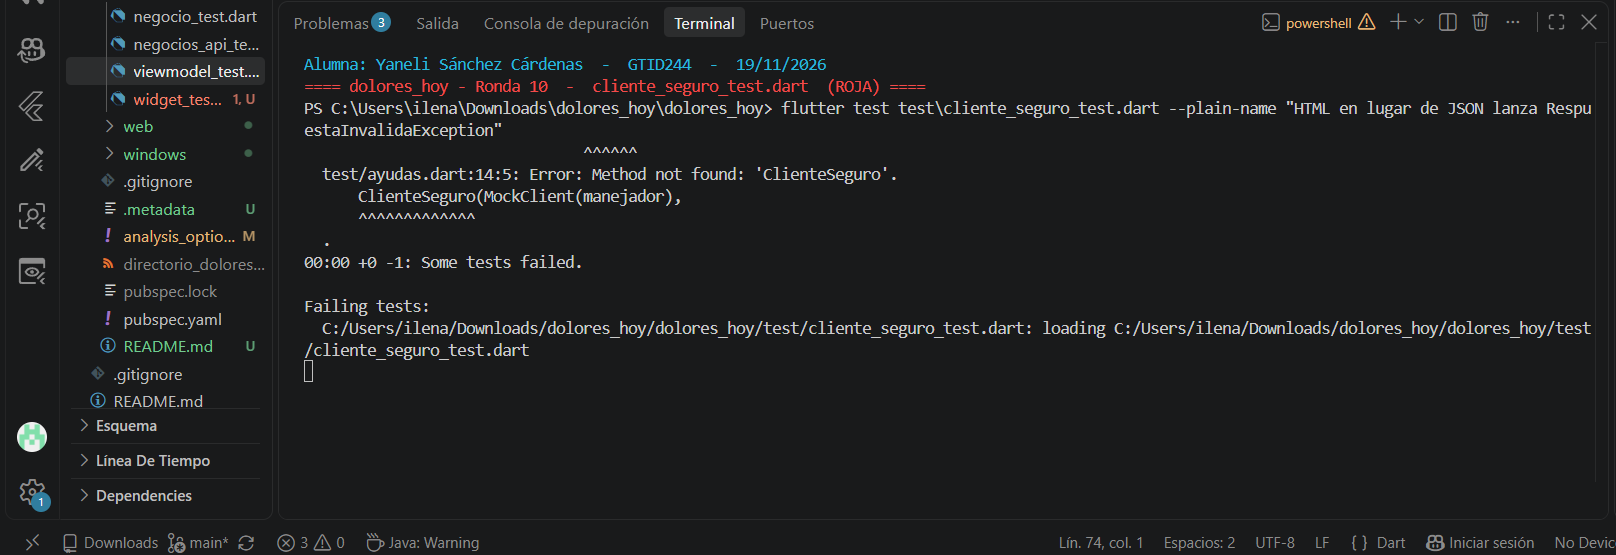 negocio_test.dart
negocios_api_te...
viewmodel_test....
widget_tes... 1, U
web
windows
.gitignore
.metadata U
analysis_optio... M
directorio_dolores...
pubspec.lock
pubspec.yaml
README.md U
.gitignore
README.md
Esquema
Línea De Tiempo
Dependencies
1
Problemas 3 Salida Consola de depuración Terminal Puertos
powershell
Alumna: Yaneli Sánchez Cárdenas - GTID244 - 19/11/2026
==== dolores_hoy - Ronda 10 - cliente_seguro_test.dart (ROJA) ====
PS C:\Users\ilena\Downloads\dolores_hoy\dolores_hoy> flutter test test\cliente_seguro_test.dart --plain-name "HTML en lugar de JSON lanza Respu
estaInvalidaException"
^^^^^^
test/ayudas.dart:14:5: Error: Method not found: 'ClienteSeguro'.
ClienteSeguro(MockClient(manejador),
^^^^^^^^^^^^^
.
00:00 +0 -1: Some tests failed.
Failing tests:
C:/Users/ilena/Downloads/dolores_hoy/dolores_hoy/test/cliente_seguro_test.dart: loading C:/Users/ilena/Downloads/dolores_hoy/dolores_hoy/test
/cliente_seguro_test.dart
Downloads main* 3 0 Java: Warning Lín. 74, col. 1 Espacios: 2 UTF-8 LF {} Dart Iniciar sesión No Devic